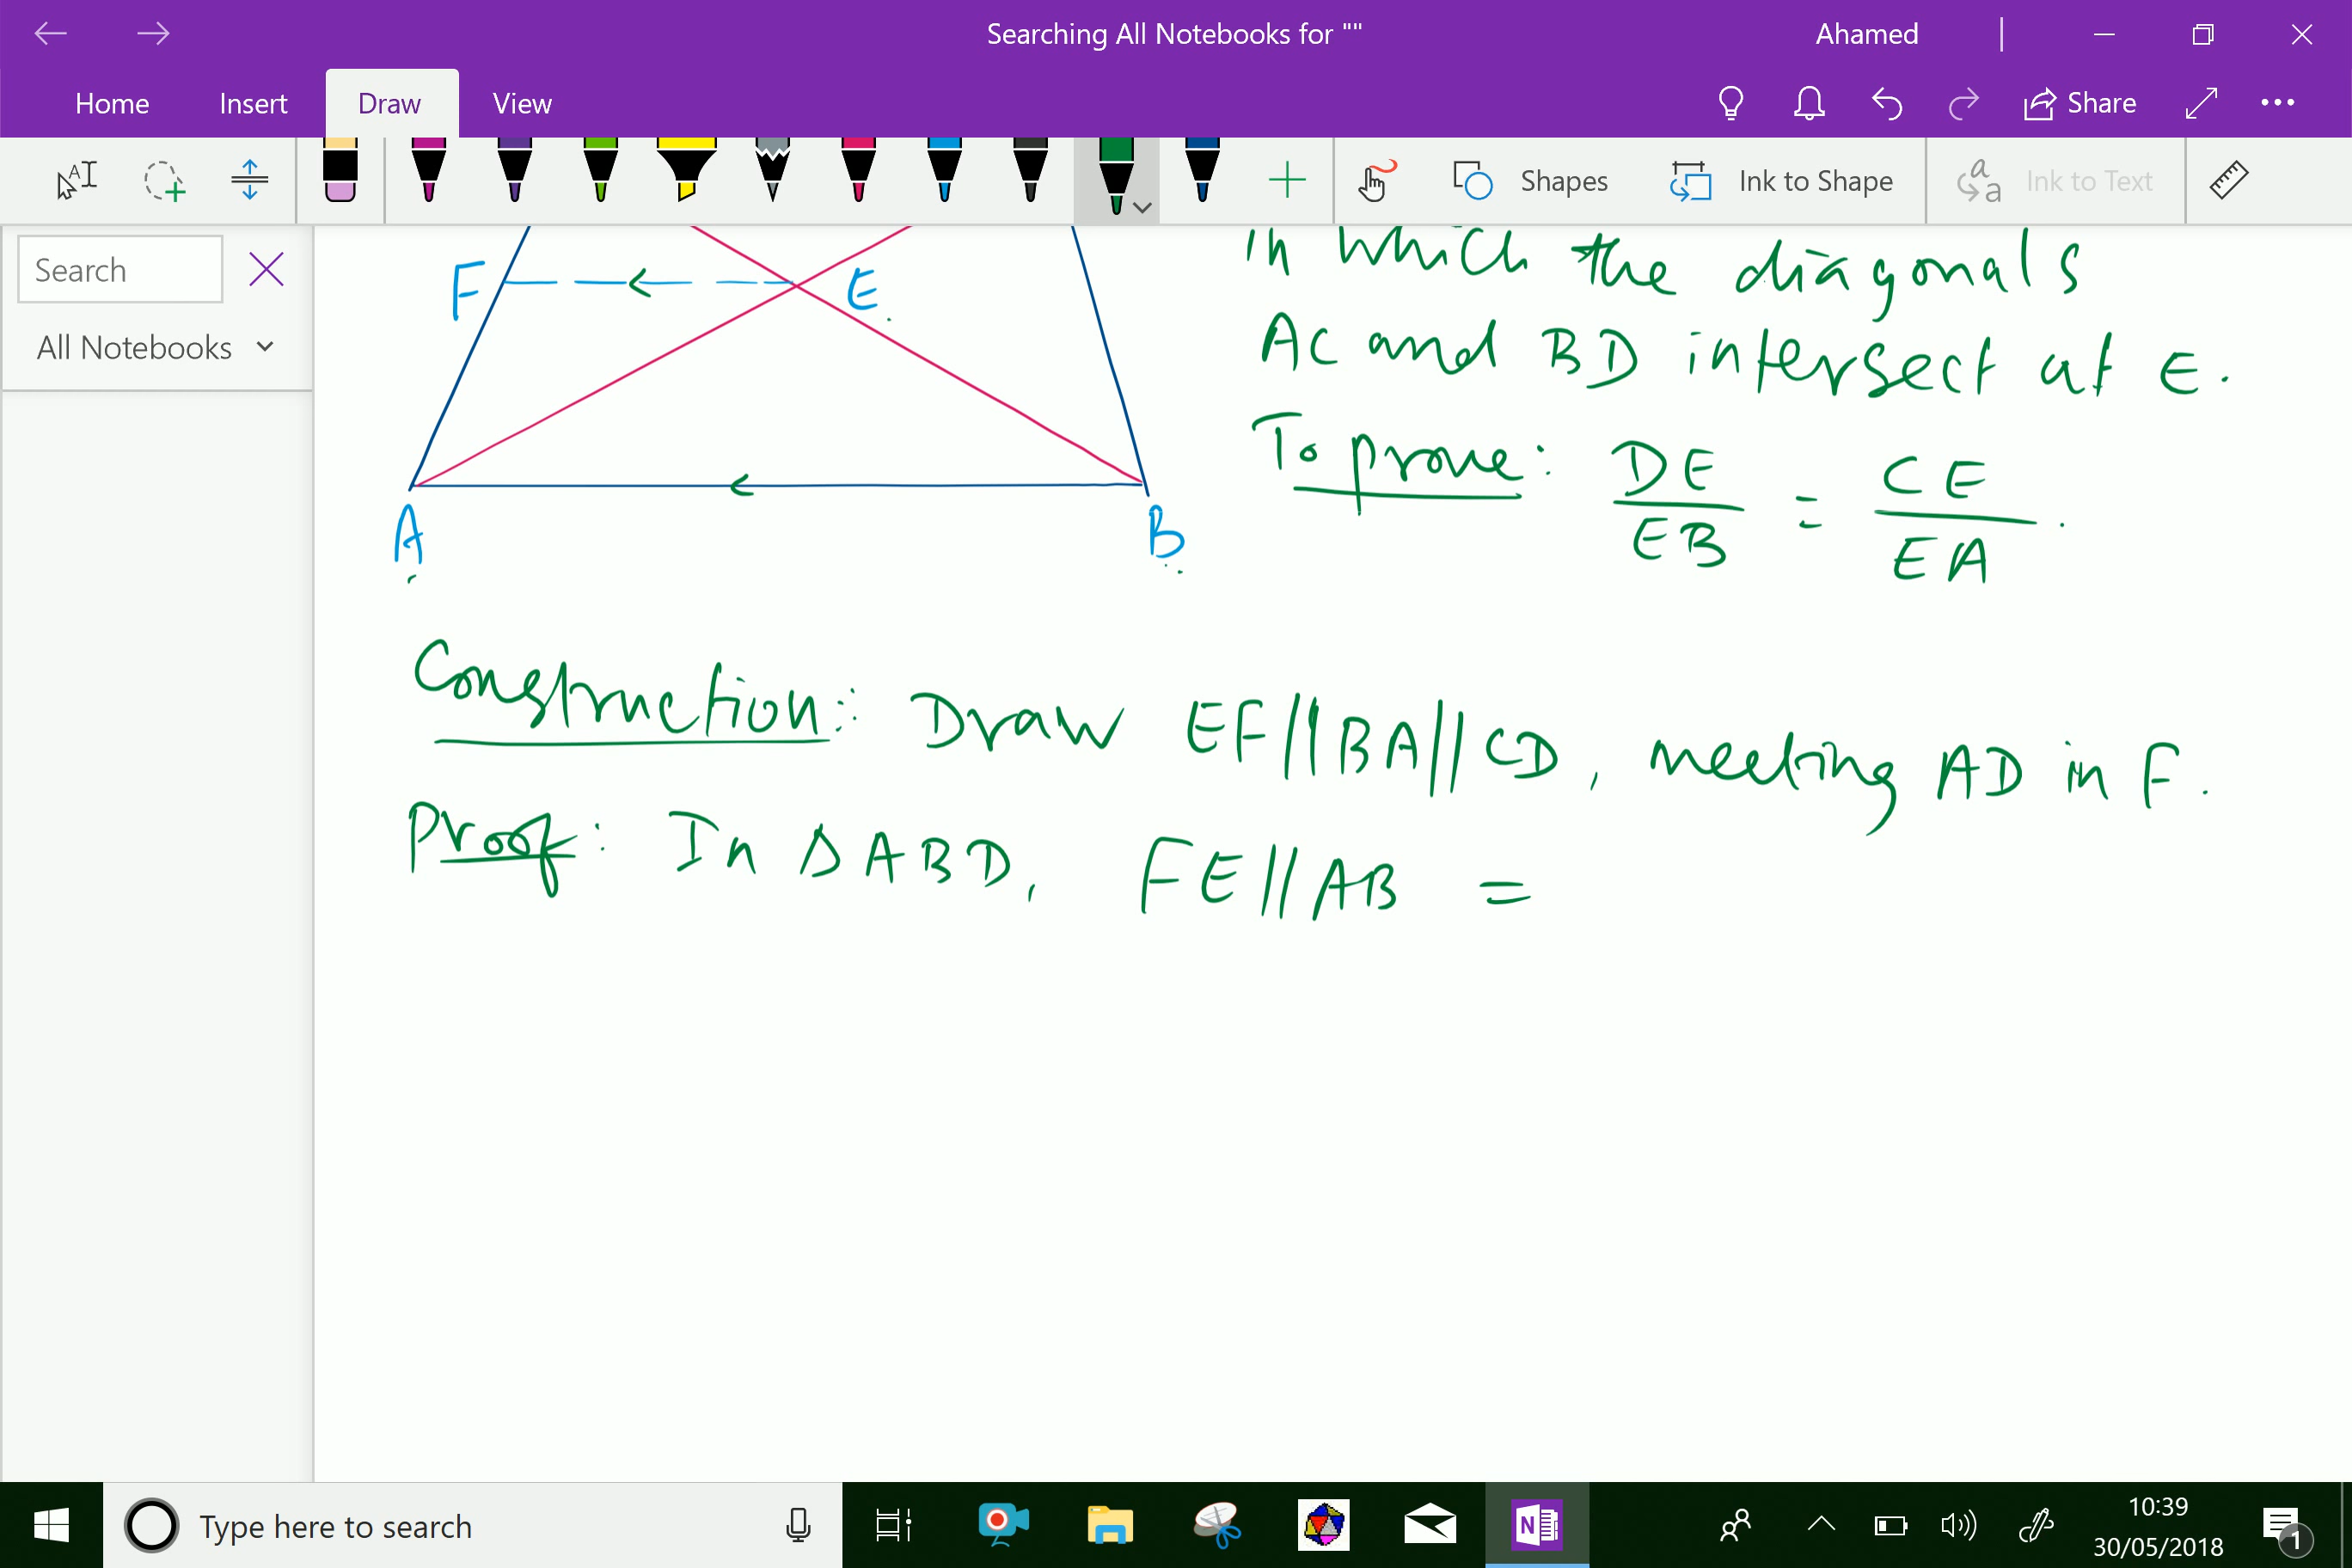 Searching All Notebooks for ""
Ahamed
Home Insert Draw View
Share
Shapes
Ink to Shape
Ink to Text
Search
All Notebooks
F
E
A
B
in which the diagonals
AC and BD intersect at E.
To prove: DE/EB = CE/EA.
Construction: Draw EF||BA||CD, meeting AD in F.
Proof: In ΔABD, FE||AB =
Type here to search
10:39
30/05/2018
1